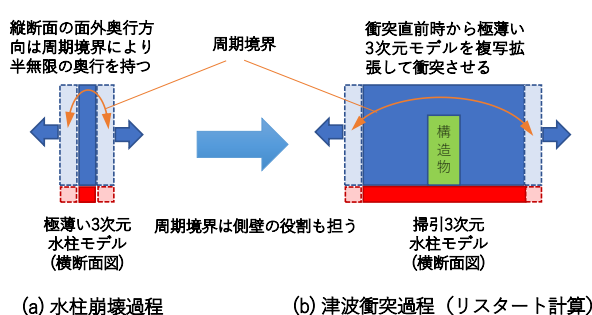 縦断面の面外奥行方
向は周期境界により
半無限の奥行を持つ
周期境界
衝突直前時から極薄い
3次元モデルを複写拡
張して衝突させる
構
造
物
極薄い3次元
水柱モデル
(横断面図)
周期境界は側壁の役割も担う
掃引3次元
水柱モデル
(横断面図)
(a) 水柱崩壊過程
(b) 津波衝突過程（リスタート計算）